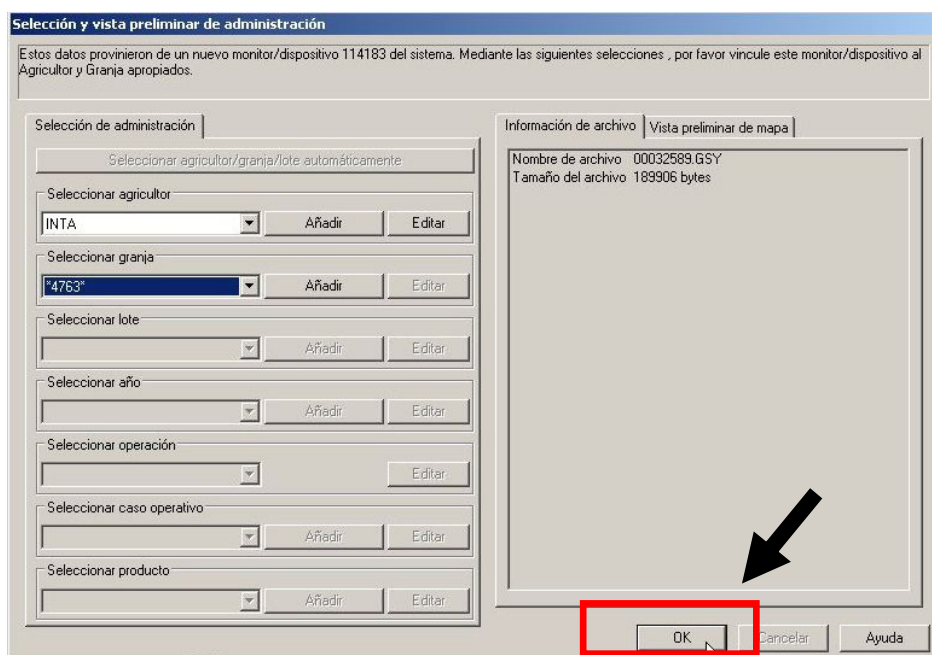 Selección y vista preliminar de administración
Estos datos provinieron de un nuevo monitor/dispositivo 114183 del sistema. Mediante las siguientes selecciones , por favor vincule este monitor/dispositivo al
Agricultor y Granja apropiados.
Selección de administración
Seleccionar agricultor/granja/lote automáticamente
Seleccionar agricultor
INTA Añadir Editar
Seleccionar granja
*4763* Añadir Editar
Seleccionar lote
Añadir Editar
Seleccionar año
Añadir Editar
Seleccionar operación
Editar
Seleccionar caso operativo
Añadir Editar
Seleccionar producto
Añadir Editar
Información de archivo Vista preliminar de mapa
Nombre de archivo 00032589.GSY
Tamaño del archivo 189906 bytes
OK Cancelar Ayuda